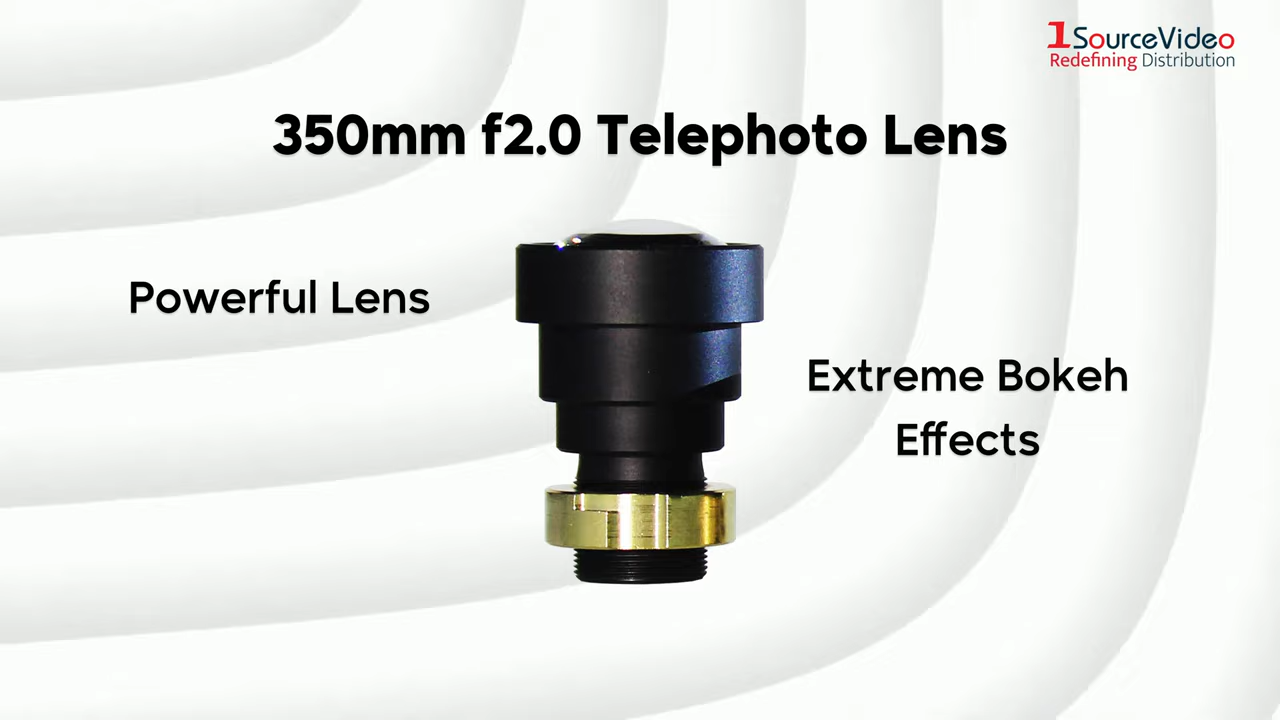 1SourceVideo
Redefining Distribution
350mm f2.0 Telephoto Lens
Powerful Lens
Extreme Bokeh
Effects